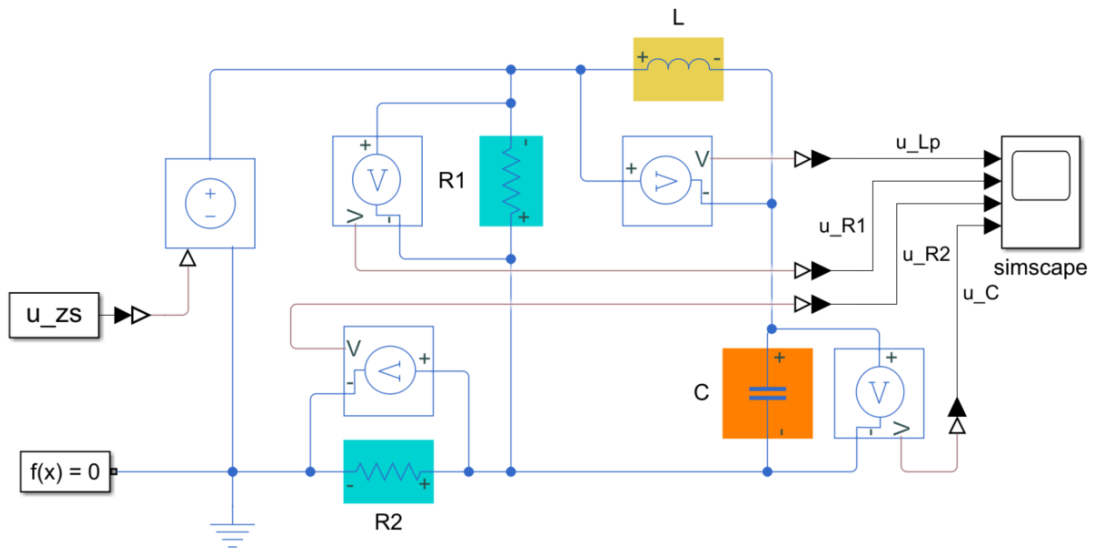 L
+ -
+
V
-
R1
-
+
+
V
-
u_Lp
+
V
-
u_R1
u_R2
simscape
u_C
+
-
u_zs
V
+
-
V
C
+
-
+
V
-
V
f(x) = 0
- +
R2